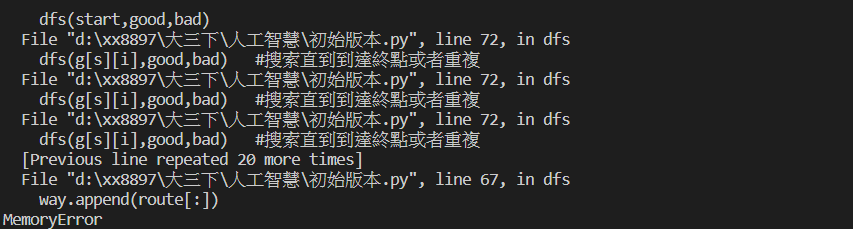 dfs(start,good,bad)
File "d:\xx8897\大三下\人工智慧\初始版本.py", line 72, in dfs
dfs(g[s][i],good,bad)   #搜索直到到達終點或者重複
File "d:\xx8897\大三下\人工智慧\初始版本.py", line 72, in dfs
dfs(g[s][i],good,bad)   #搜索直到到達終點或者重複
File "d:\xx8897\大三下\人工智慧\初始版本.py", line 72, in dfs
dfs(g[s][i],good,bad)   #搜索直到到達終點或者重複
[Previous line repeated 20 more times]
File "d:\xx8897\大三下\人工智慧\初始版本.py", line 67, in dfs
way.append(route[:])
MemoryError